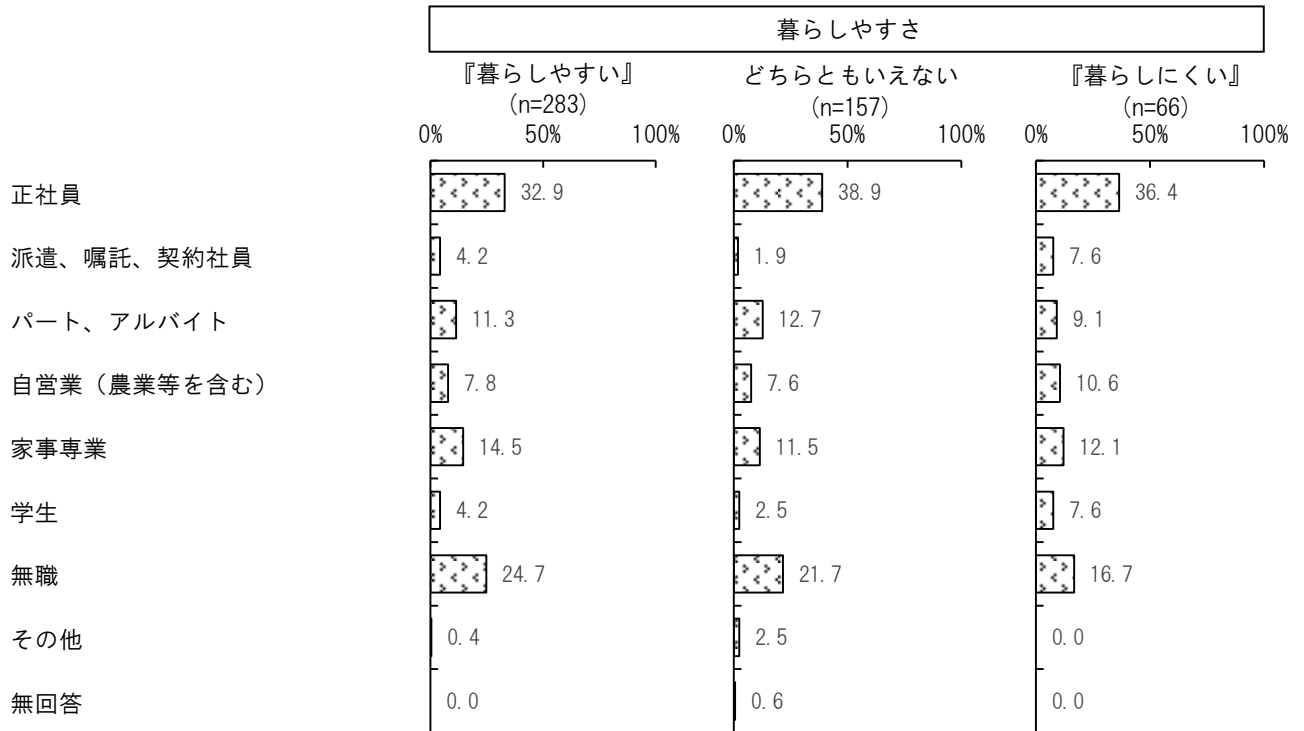 暮らしやすさ
『暮らしやすい』 どちらともいえない 『暮らしにくい』
(n=283) (n=157) (n=66)
0% 50% 100% 0% 50% 100% 0% 50% 100%
正社員 32.9 38.9 36.4
派遣、嘱託、契約社員 4.2 1.9 7.6
パート、アルバイト 11.3 12.7 9.1
自営業（農業等を含む） 7.8 7.6 10.6
家事専業 14.5 11.5 12.1
学生 4.2 2.5 7.6
無職 24.7 21.7 16.7
その他 0.4 2.5 0.0
無回答 0.0 0.6 0.0